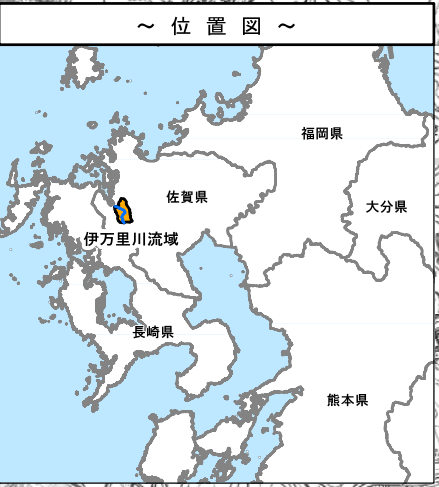 ～ 位 置 図 ～
福岡県
佐賀県
大分県
伊万里川流域
長崎県
熊本県